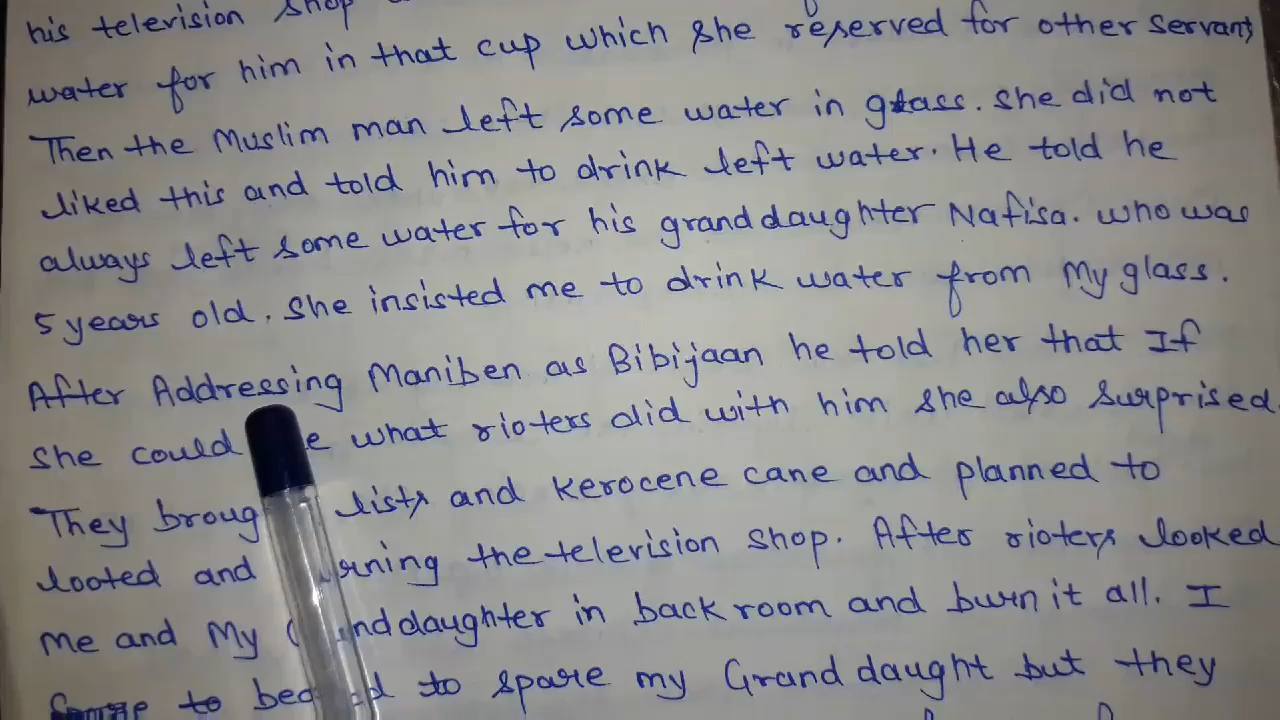 his television shop
water for him in that cup which she reserved for other servants
Then the Muslim man left some water in glass. She did not
liked this and told him to drink left water. He told he
always left some water for his granddaughter Nafisa. who was
5 years old. She insisted me to drink water from My glass.
After Addressing Maniben as Bibijaan he told her that If
she could what rioters did with him she also surprised.
They lists and kerocene cane and planned to
looted and the television shop. After rioters looked
me and My in back room and burn it all. I
to to spare my Grand daught but they